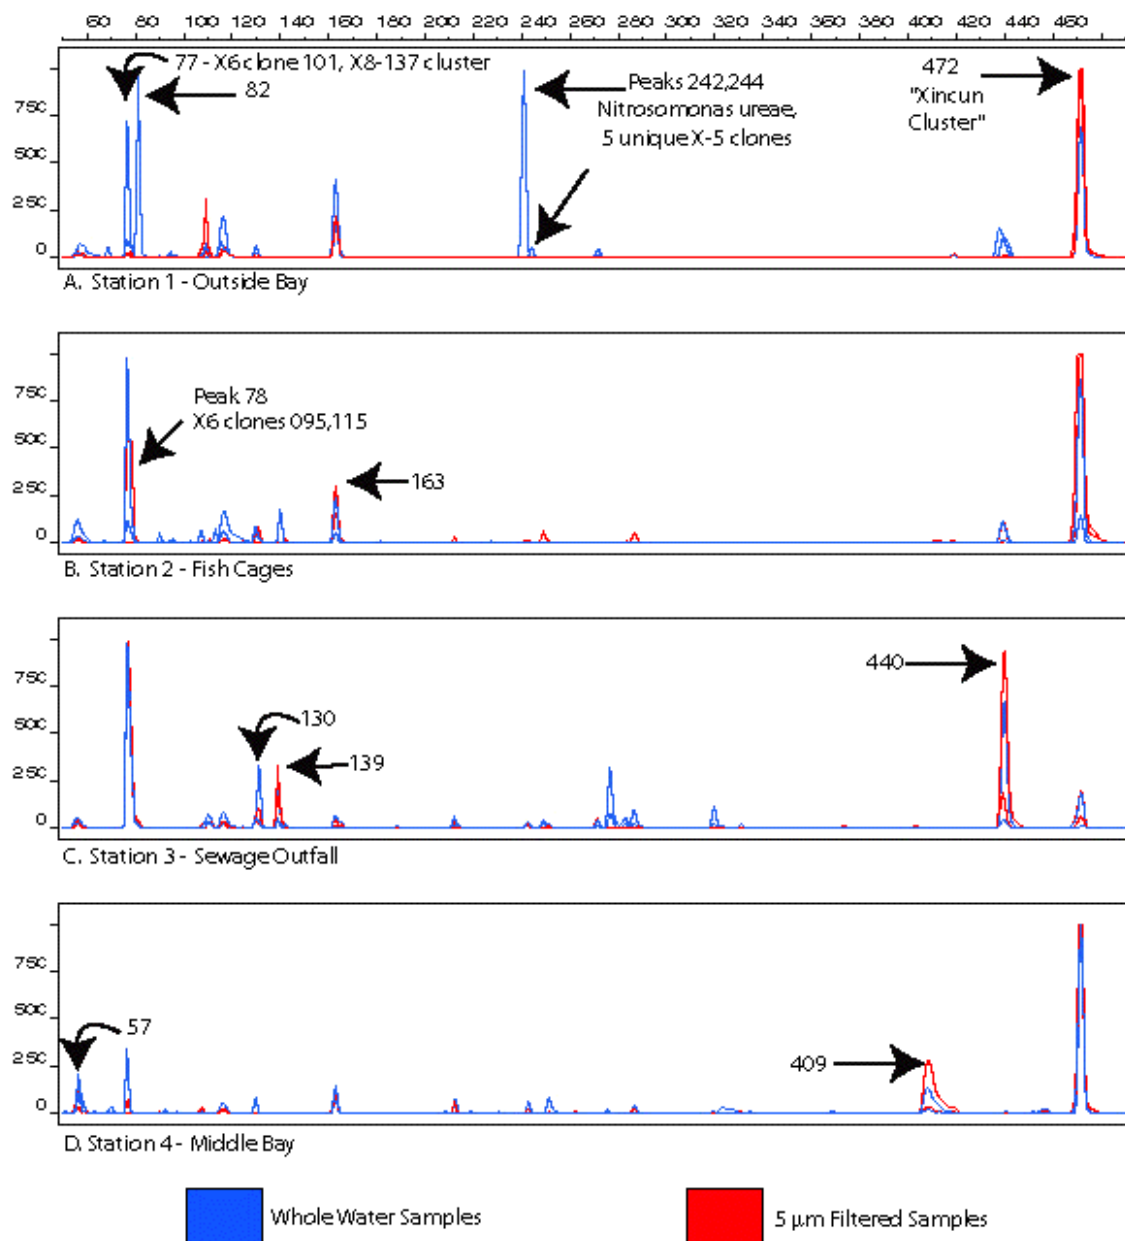 60 80 100 120 140 160 180 200 220 240 260 280 300 320 340 360 380 400 420 440 460
77 - X6 clone 101, X8-137 cluster
82
Peaks 242,244
Nitrosomonas ureae,
5 unique X-5 clones
472
"Xincun
Cluster"
750
500
250
0
A. Station 1 - Outside Bay
Peak 78
X6 clones 095,115
163
750
500
250
0
B. Station 2 - Fish Cages
440
130
139
750
500
250
0
C. Station 3 - Sewage Outfall
57
409
750
500
250
0
D. Station 4 - Middle Bay
Whole Water Samples
5 µm Filtered Samples